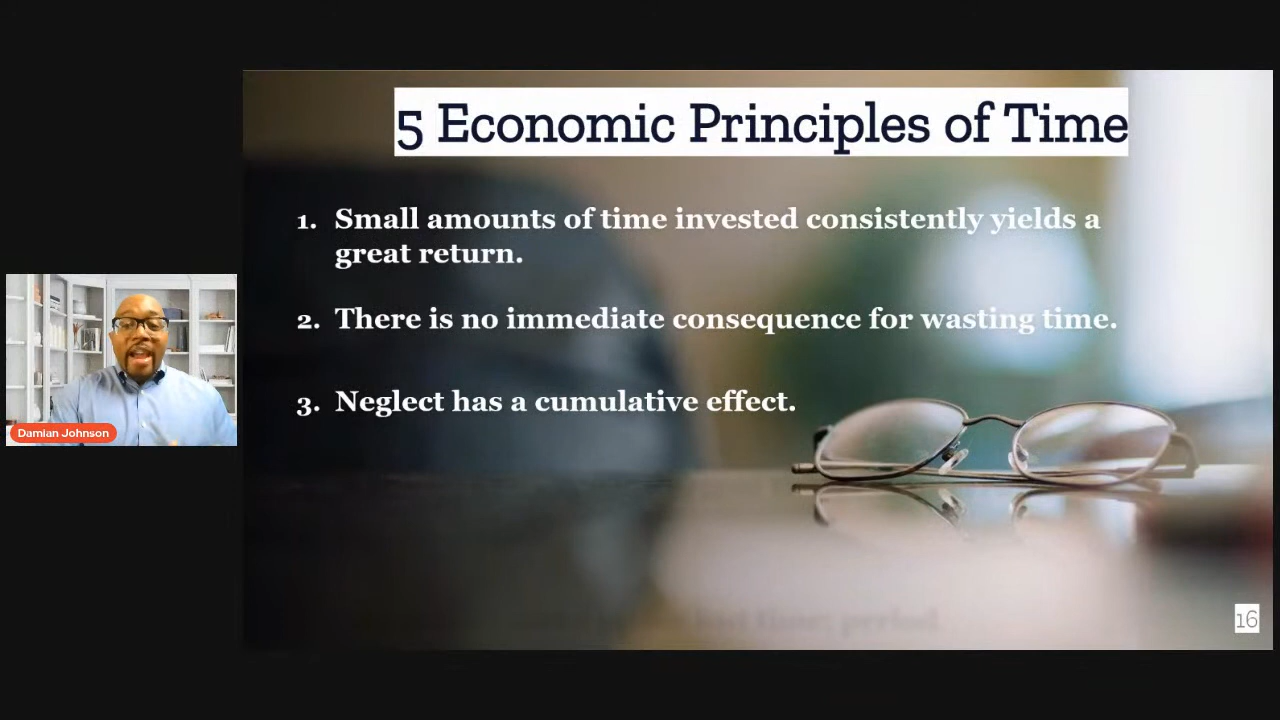 5 Economic Principles of Time
1. Small amounts of time invested consistently yields a
great return.
2. There is no immediate consequence for wasting time.
3. Neglect has a cumulative effect.
Damian Johnson
16